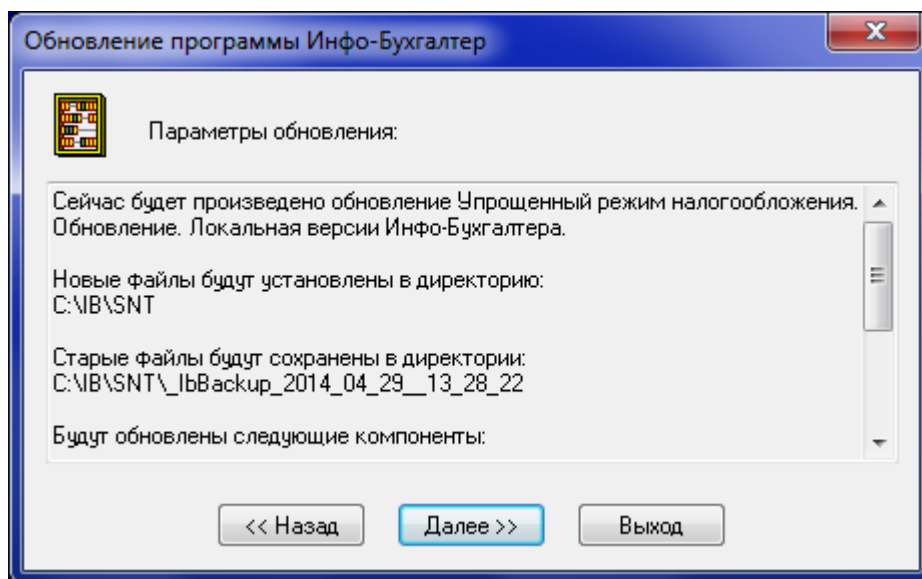 Обновление программы Инфо-Бухгалтер
Параметры обновления:
Сейчас будет произведено обновление Упрощенный режим налогообложения.
Обновление. Локальная версии Инфо-Бухгалтера.
Новые файлы будут установлены в директорию:
C:\IB\SNT
Старые файлы будут сохранены в директории:
C:\IB\SNT\_IbBackup_2014_04_29__13_28_22
Будут обновлены следующие компоненты:
<< Назад
Далее >>
Выход